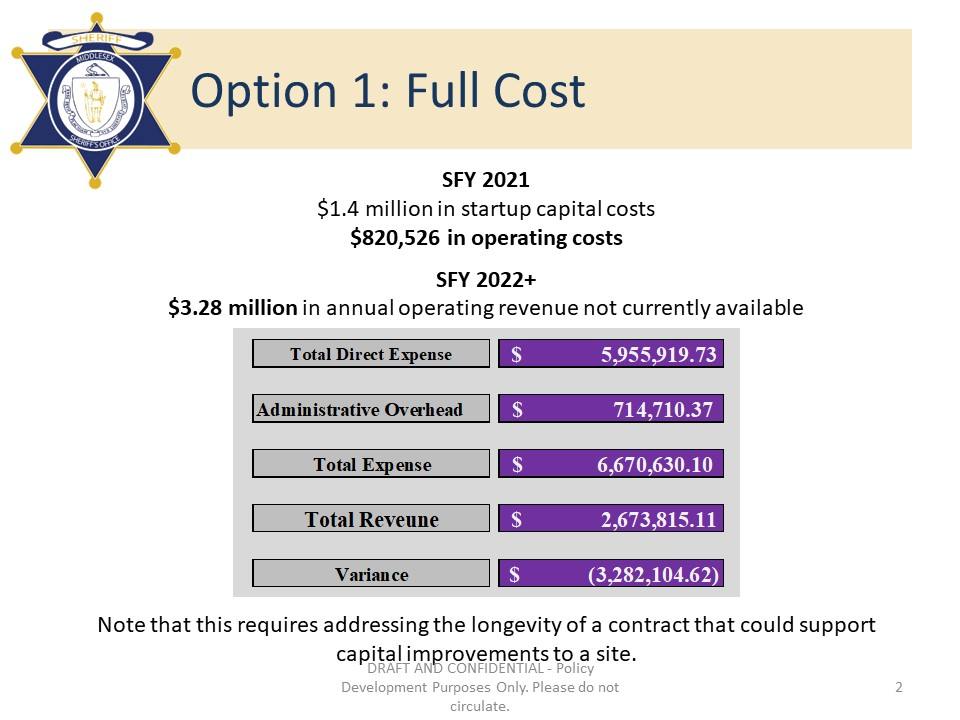 SHERIFF
MIDDLESEX
SHERIFF'S OFFICE
Option 1: Full Cost
SFY 2021
$1.4 million in startup capital costs
$820,526 in operating costs
SFY 2022+
$3.28 million in annual operating revenue not currently available
Total Direct Expense $ 5,955,919.73
Administrative Overhead $ 714,710.37
Total Expense $ 6,670,630.10
Total Reveune $ 2,673,815.11
Variance $ (3,282,104.62)
Note that this requires addressing the longevity of a contract that could support
capital improvements to a site.
DRAFT AND CONFIDENTIAL - Policy
Development Purposes Only. Please do not
circulate.
2